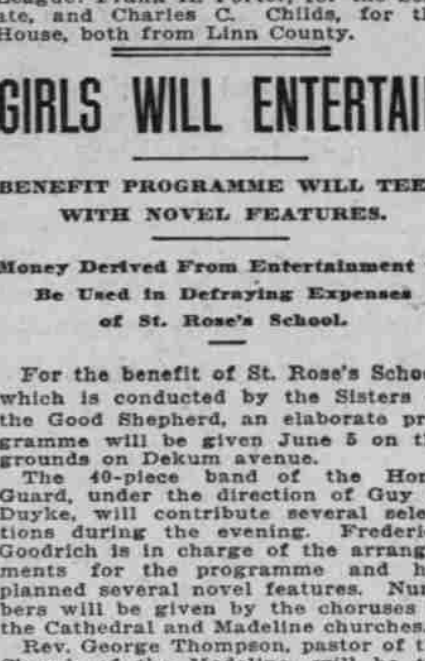 ate, and Charles C. Childs, for th
House, both from Linn County.
GIRLS WILL ENTERTAI
BENEFIT PROGRAMME WILL TEE
WITH NOVEL FEATURES.
Money Derived From Entertainment
Be Used in Defraying Expenses
of St. Rose's School.
For the benefit of St. Rose's Schoo
which is conducted by the Sisters
the Good Shepherd, an elaborate pr
gramme will be given June 5 on th
grounds on Dekum avenue.
The 40-piece band of the Hon
Guard, under the direction of Guy
Duyke, will contribute several sele
tions during the evening. Frederic
Goodrich is in charge of the arrang
ments for the programme and h
planned several novel features. Num
bers will be given by the choruses
the Cathedral and Madeline churches.
Rev. George Thompson, pastor of t